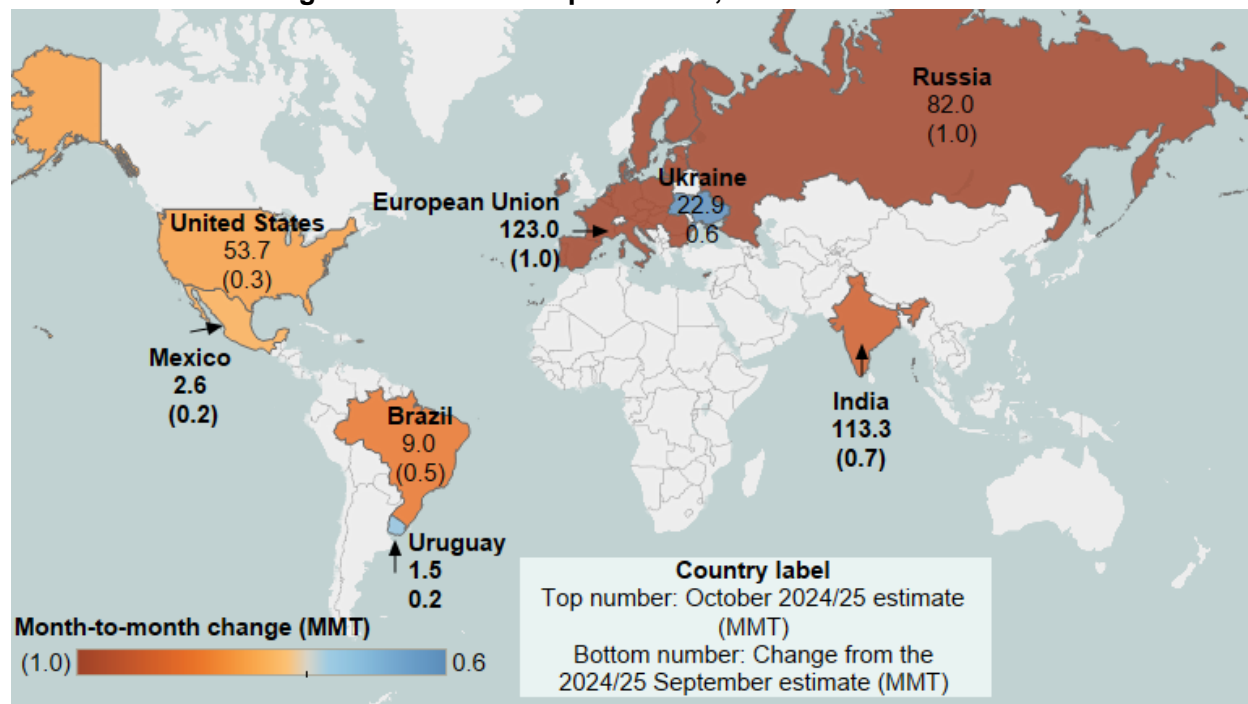 Russia
82.0
(1.0)
Ukraine
22.9
0.6
European Union
123.0
(1.0)
United States
53.7
(0.3)
Mexico
2.6
(0.2)
Brazil
9.0
(0.5)
India
113.3
(0.7)
Uruguay
1.5
0.2
Country label
Top number: October 2024/25 estimate
(MMT)
Bottom number: Change from the
2024/25 September estimate (MMT)
Month-to-month change (MMT)
(1.0) 0.6